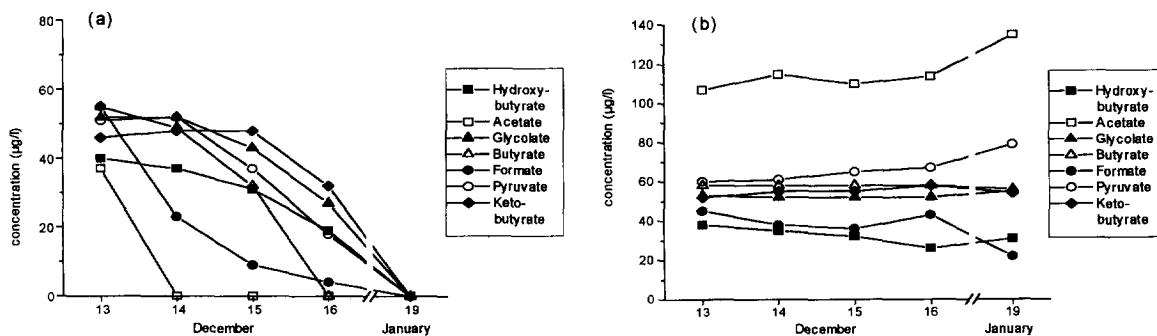 (a)
80
60
40
20
0
concentration (µg/l)
13
14
15
16
19
December
January
Hydroxy-
butyrate
Acetate
Glycolate
Butyrate
Formate
Pyruvate
Keto-
butyrate
(b)
140
120
100
80
60
40
20
0
concentration (µg/l)
13
14
15
16
19
December
January
Hydroxy-
butyrate
Acetate
Glycolate
Butyrate
Formate
Pyruvate
Keto-
butyrate